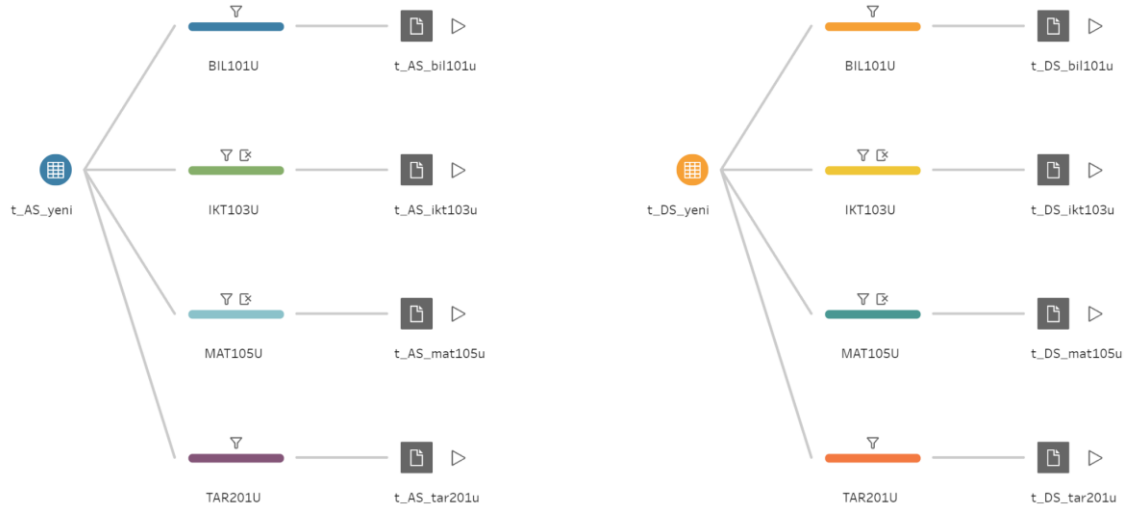 BIL101U
t_AS_bil101u
t_AS_yeni
IKT103U
t_AS_ikt103u
MAT105U
t_AS_mat105u
TAR201U
t_AS_tar201u
BIL101U
t_DS_bil101u
t_DS_yeni
IKT103U
t_DS_ikt103u
MAT105U
t_DS_mat105u
TAR201U
t_DS_tar201u